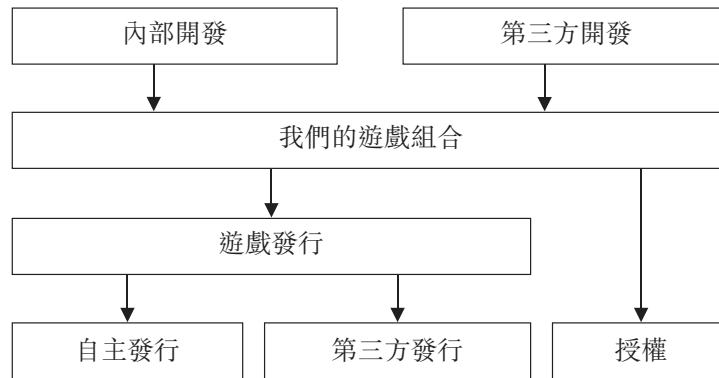 內部開發
第三方開發
我們的遊戲組合
遊戲發行
自主發行
第三方發行
授權